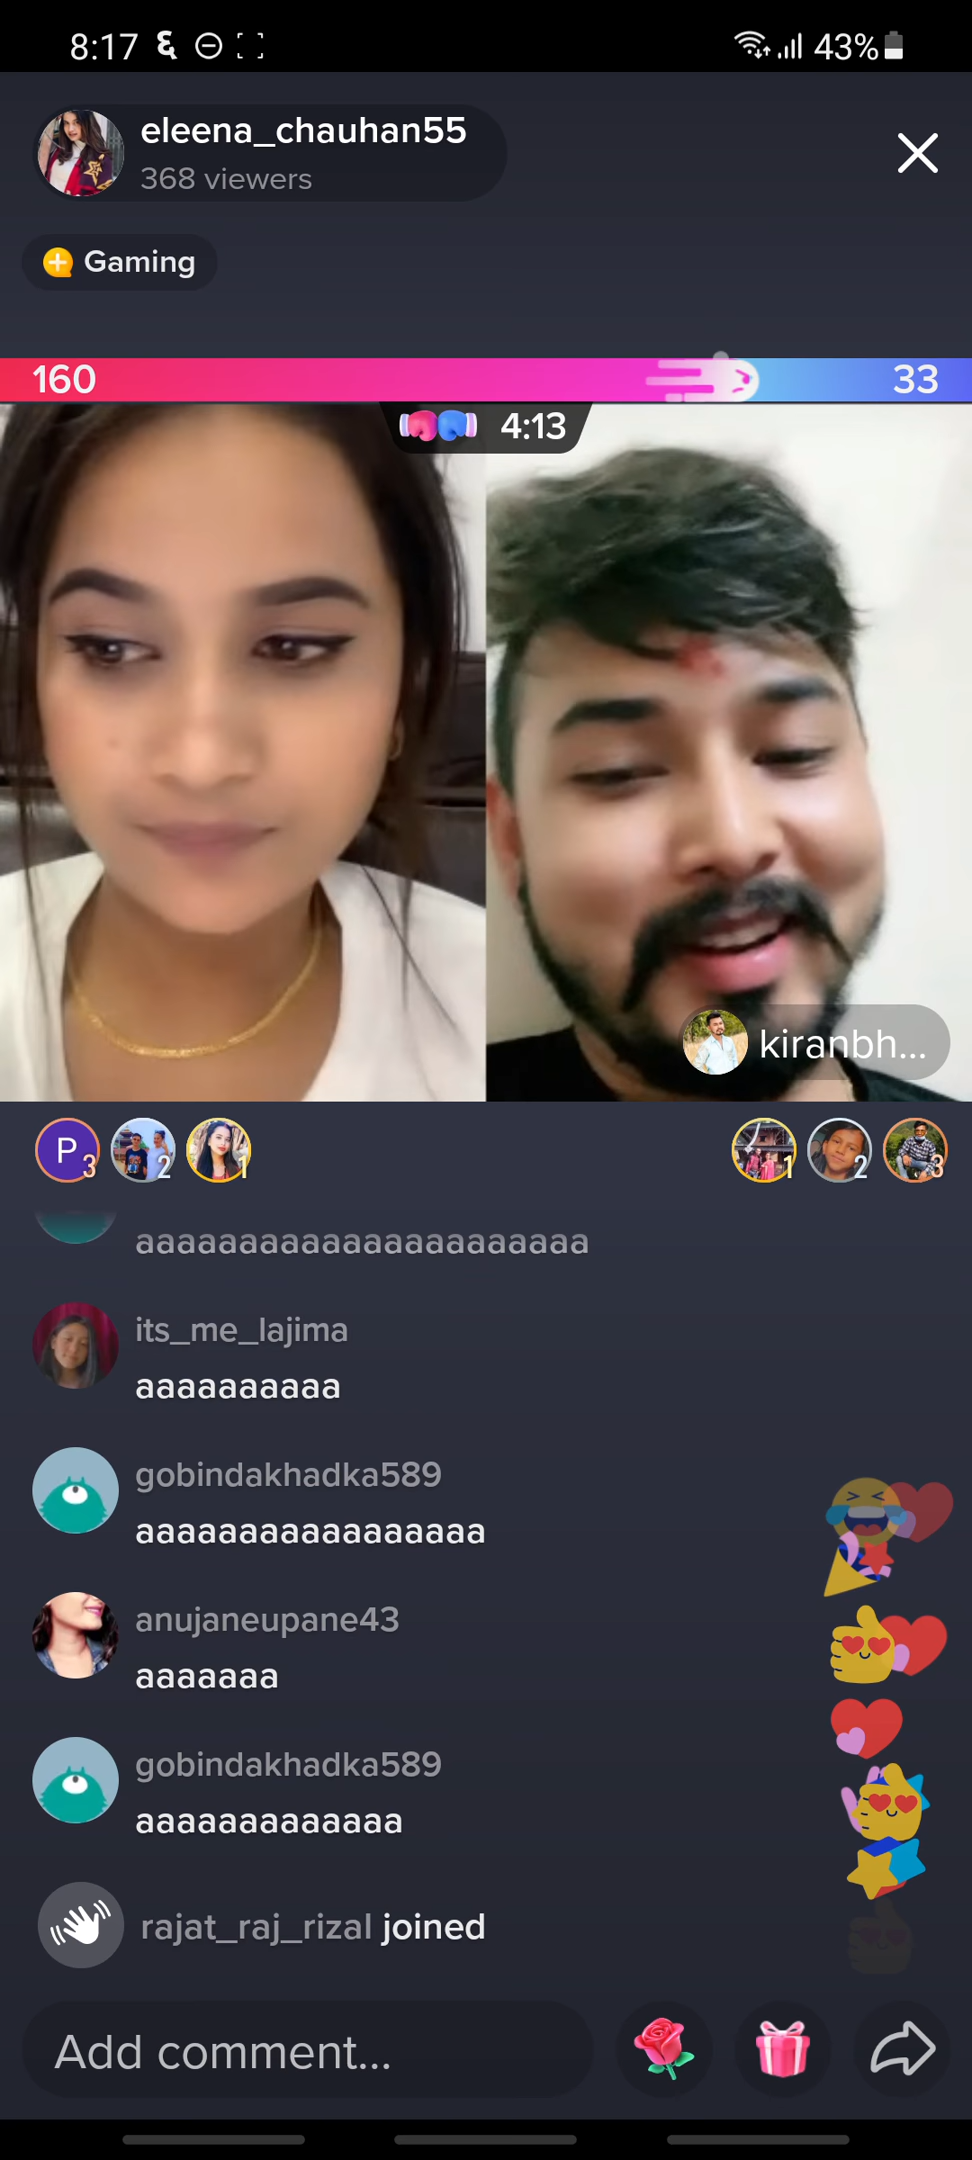 8:17
43%
eleena_chauhan55
368 viewers
Gaming
160
33
4:13
kiranbh...
P
3
2
1
1
2
3
aaaaaaaaaaaaaaaaaaaaaa
its_me_lajima
aaaaaaaaaa
gobindakhadka589
aaaaaaaaaaaaaaaaa
anujaneupane43
aaaaaaa
gobindakhadka589
aaaaaaaaaaaaa
rajat_raj_rizal joined
Add comment...